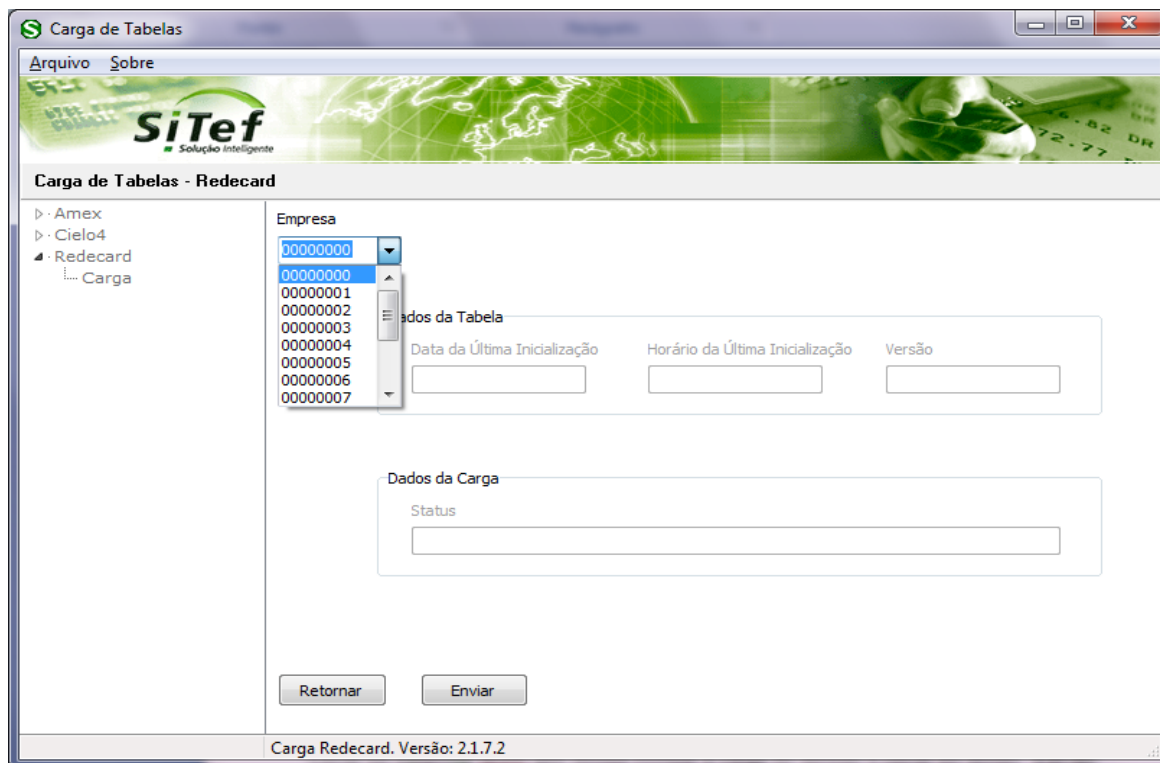 Carga de Tabelas
Arquivo Sobre
SiTef
Solução Inteligente
Carga de Tabelas - Redecard
Amex
Cielo4
Redecard
Carga
Empresa
00000000
00000000
00000001
00000002
00000003
00000004
00000005
00000006
00000007
ados da Tabela
Data da Última Inicialização Horário da Última Inicialização Versão
Dados da Carga
Status
Retornar Enviar
Carga Redecard. Versão: 2.1.7.2